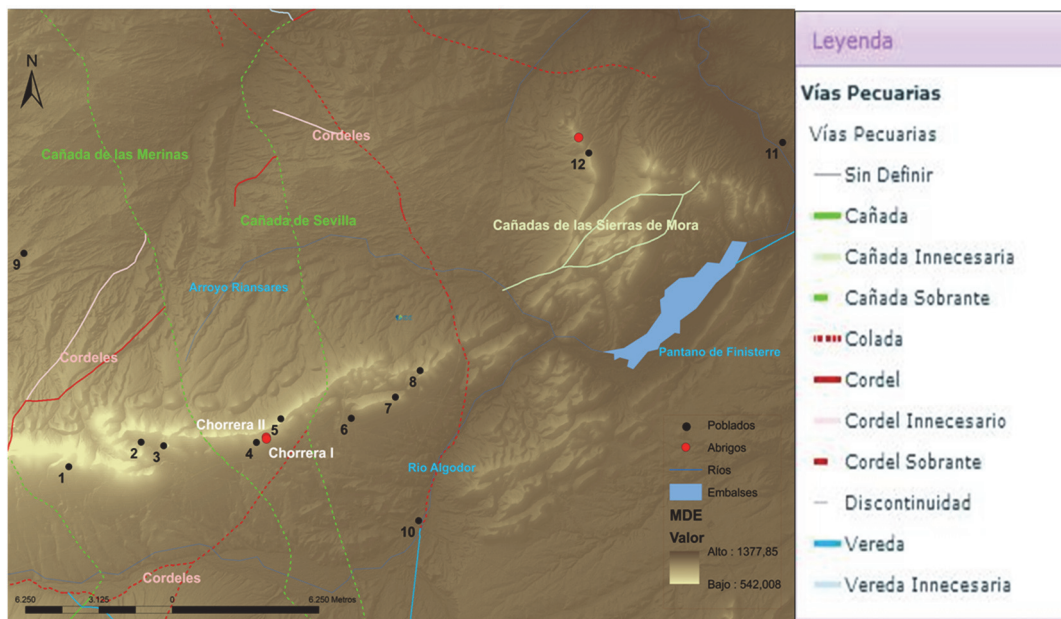 N
Cordeles
Cañada de las Merinas
12
11
Cañada de Sevilla
Cañadas de las Sierras de Mora
9
Arroyo Riansares
Cordeles
Pantano de Finisterre
8
7
Chorrera II
5
6
2
3
4
Chorrera I
1
Rio Algodor
10
Cordeles
6.250
3.125
0
6.250 Metros
Poblados
Abrigos
Rios
Embalses
MDE
Valor
Alto : 1377,85
Bajo : 542,008
Leyenda
Vías Pecuarias
Vías Pecuarias
Sin Definir
Cañada
Cañada Innecesaria
Cañada Sobrante
Colada
Cordel
Cordel Innecesario
Cordel Sobrante
Discontinuidad
Vereda
Vereda Innecesaria